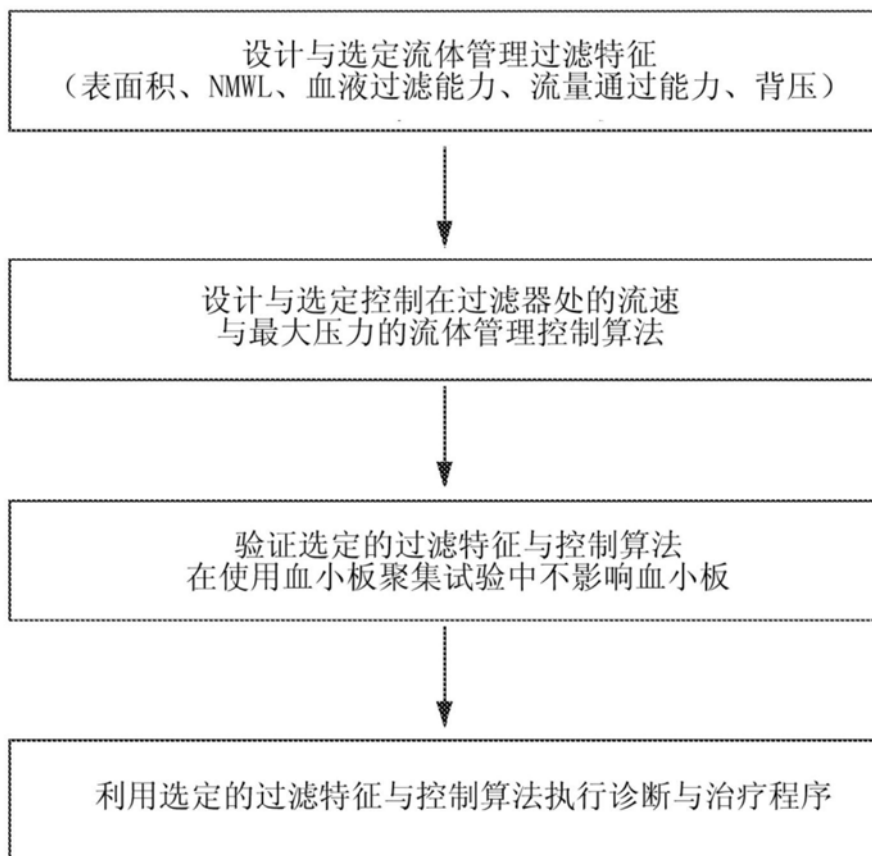 设计与选定流体管理过滤特征
（表面积、NMWL、血液过滤能力、流量通过能力、背压）
设计与选定控制在过滤器处的流速
与最大压力的流体管理控制算法
验证选定的过滤特征与控制算法
在使用血小板聚集试验中不影响血小板
利用选定的过滤特征与控制算法执行诊断与治疗程序